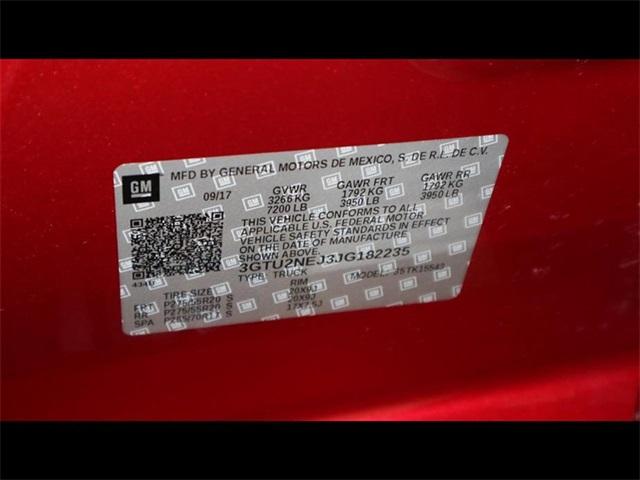 MFD BY GENERAL MOTORS DE MEXICO, S. DE R.L. DE C.V.
GM
09/17
GVWR GAWR FRT GAWR RR
3266 KG 1792 KG 1792 KG
7200 LB 3950 LB 3950 LB
THIS VEHICLE CONFORMS TO ALL
APPLICABLE U.S. FEDERAL MOTOR
VEHICLE SAFETY STANDARDS IN EFFECT
ON THE DATE OF MANUFACTURE
SHOWN ABOVE.
3GTU2NEJ3JG182235
TYPE: TRUCK MODEL:
TIRE SIZE RIM
FRT P275/55R20 S 20X9J
RR P275/55R20 S 20X9J
SPA P265/70R17 S 17X7.5J